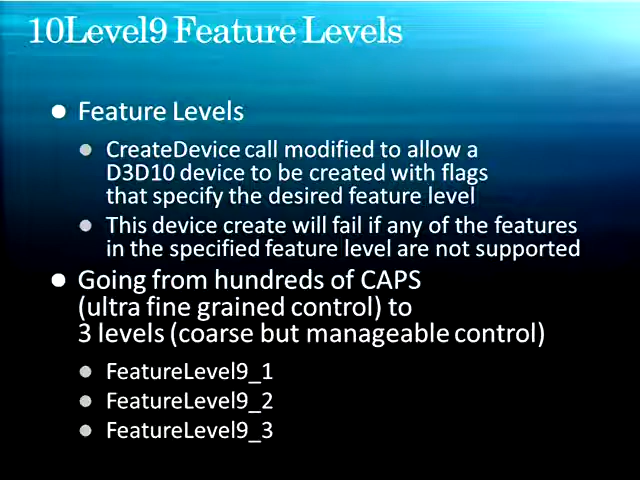 10Level9 Feature Levels
Feature Levels
CreateDevice call modified to allow a
D3D10 device to be created with flags
that specify the desired feature level
This device create will fail if any of the features
in the specified feature level are not supported
Going from hundreds of CAPS
(ultra fine grained control) to
3 levels (coarse but manageable control)
FeatureLevel9_1
FeatureLevel9_2
FeatureLevel9_3